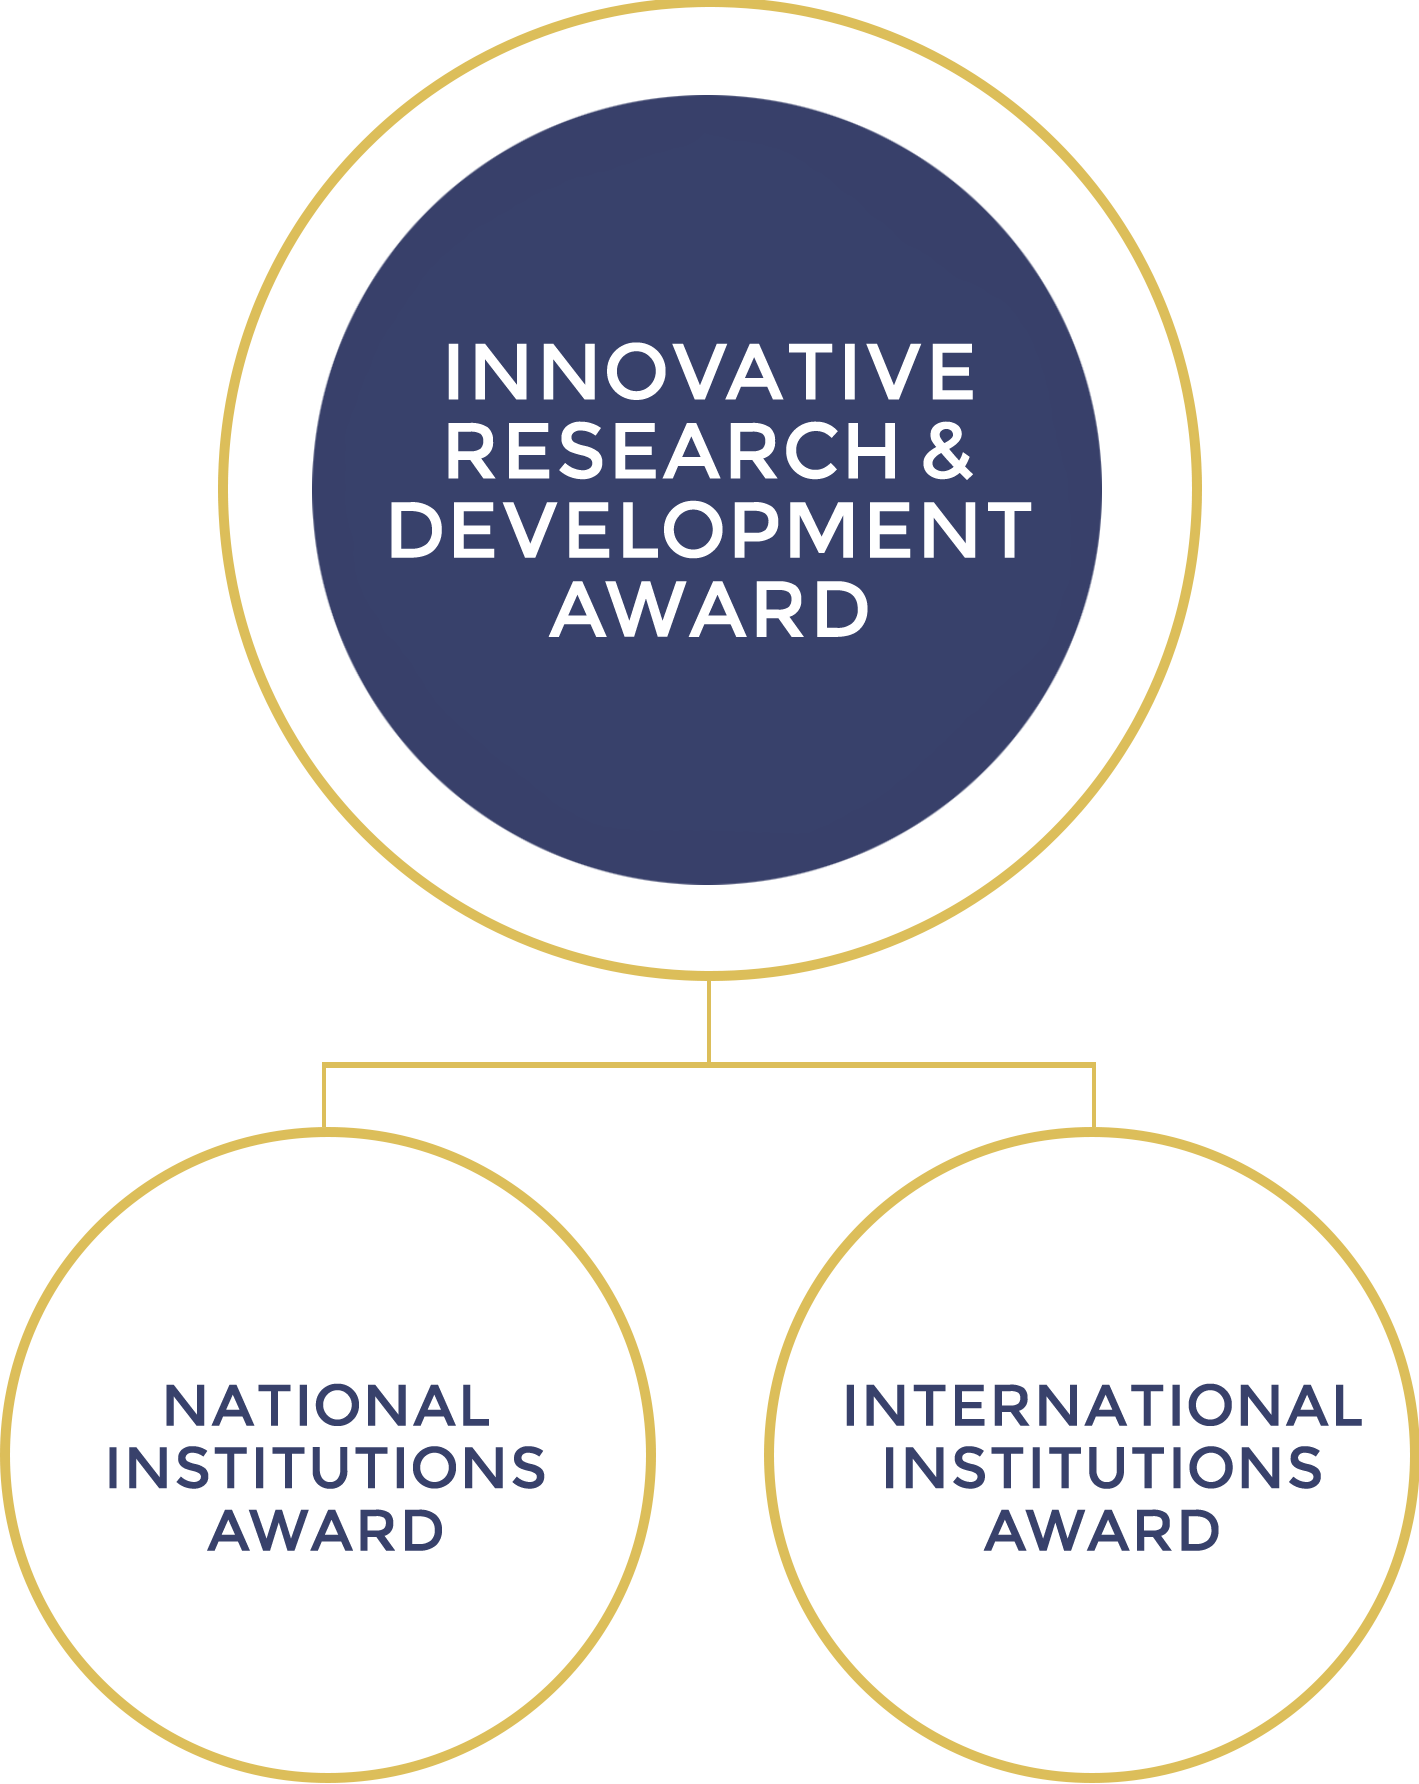 INNOVATIVE
RESEARCH &
DEVELOPMENT
AWARD
NATIONAL
INSTITUTIONS
AWARD
INTERNATIONAL
INSTITUTIONS
AWARD